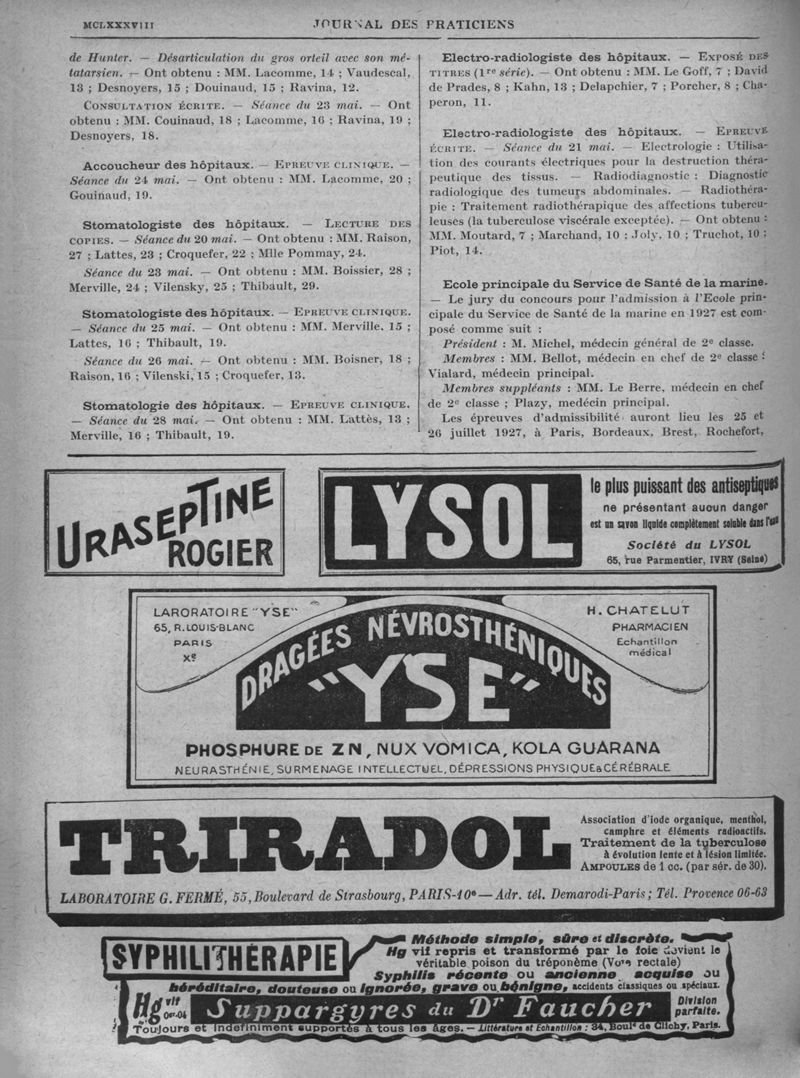 MCLXXXVIII
JOURNAL DES PRATICIENS
de Hunter. — Désarticulation du gros orteil avec son mé-
tatarsien. — Ont obtenu : MM. Lacomme, 14 ; Vaudescal,
13 ; Desnoyers, 15 ; Douinaud, 15 ; Ravina, 12.
CONSULTATION ÉCRITE. — Séance du 23 mai. — Ont
obtenu : MM. Couinaud, 18 ; Lacomme, 16 ; Ravina, 19 ;
Desnoyers, 18.
Accoucheur des hôpitaux. — EPREUVE CLINIQUE. —
Séance du 24 mai. — Ont obtenu : MM. Lacomme, 20 ;
Gouinaud, 19.
Stomatologiste des hôpitaux. — LECTURE DES
COPIES. — Séance du 20 mai. — Ont obtenu : MM. Raison,
27 ; Lattes, 23 ; Croquefer, 22 ; Mlle Pommay, 24.
Séance du 23 mai. — Ont obtenu : MM. Boissier, 28 ;
Merville, 24 ; Vilensky, 25 ; Thibault, 29.
Stomatologiste des hôpitaux. — EPREUVE CLINIQUE.
— Séance du 25 mai. — Ont obtenu : MM. Merville, 15 ;
Lattes, 16 ; Thibault, 19.
Séance du 26 mai. — Ont obtenu : MM. Boisner, 18 ;
Raison, 16 ; Vilenski, 15 ; Croquefer, 13.
Stomatologie des hôpitaux. — EPREUVE CLINIQUE.
— Séance du 28 mai. — Ont obtenu : MM. Lattès, 13 ;
Merville, 16 ; Thibault, 19.
Electro-radiologiste des hôpitaux. — EXPOSÉ DES
TITRES (1re série). — Ont obtenu : MM. Le Goff, 7 ; David
de Prades, 8 ; Kahn, 13 ; Delapchier, 7 ; Porcher, 8 ; Cha-
peron, 11.
Electro-radiologiste des hôpitaux. — EPREUVE
ÉCRITE. — Séance du 21 mai. — Electrologie : Utilisa-
tion des courants électriques pour la destruction théra-
peutique des tissus. — Radiodiagnostic : Diagnostic
radiologique des tumeurs abdominales. — Radiothéra-
pie : Traitement radiothérapique des affections tubercu-
leuses (la tuberculose viscérale exceptée). — Ont obtenu :
MM. Moutard, 7 ; Marchand, 10 ; Joly, 10 ; Truchot, 10 ;
Piot, 14.
Ecole principale du Service de Santé de la marine.
— Le jury du concours pour l'admission à l'Ecole prin-
cipale du Service de Santé de la marine en 1927 est com-
posé comme suit :
Président : M. Michel, médecin général de 2e classe.
Membres : MM. Bellot, médecin en chef de 2e classe ;
Vialard, médecin principal.
Membres suppléants : MM. Le Berre, médecin en chef
de 2e classe ; Plazy, medécin principal.
Les épreuves d'admissibilité auront lieu les 25 et
26 juillet 1927, à Paris, Bordeaux, Brest, Rochefort,
URASEPTINE
ROGIER
LYSOL
le plus puissant des antiseptiques
ne présentant aucun danger
est un savon liquide complètement soluble dans l'eau
Société du LYSOL
65, rue Parmentier, IVRY (Seine)
LARORATOIRE "YSE"
65, R. LOUIS-BLANC
PARIS
Xe
H. CHATELUT
PHARMACIEN
Echantillon
médical
DRAGÉES NÉVROSTHÉNIQUES
"YSE"
PHOSPHURE DE ZN, NUX VOMICA, KOLA GUARANA
NEURASTHÉNIE, SURMENAGE INTELLECTUEL, DÉPRESSIONS PHYSIQUE & CÉRÉBRALE
TRIRADOL
Association d'iode organique, menthol,
camphre et éléments radioactifs.
Traitement de la tuberculose
à évolution lente et à lésion limitée.
AMPOULES de 1 cc. (par sér. de 30).
LABORATOIRE G. FERMÉ, 55, Boulevard de Strasbourg, PARIS-10e — Adr. tél. Demarodi-Paris ; Tél. Provence 06-63
SYPHILITHÉRAPIE
Méthode simple, sûre et discrète.
Hg vif repris et transformé par le foie devient le
véritable poison du tréponème (Voie rectale)
Syphilis récente ou ancienne acquise ou
héréditaire, douteuse ou ignorée, grave ou bénigne, accidents classiques ou spéciaux.
Hg vif
0gr.04
Suppargyres du Dr Faucher
Division
parfaite.
Toujours et indéfiniment supportés à tous les âges. — Littérature et Echantillon : 34, Bould de Clichy, Paris.